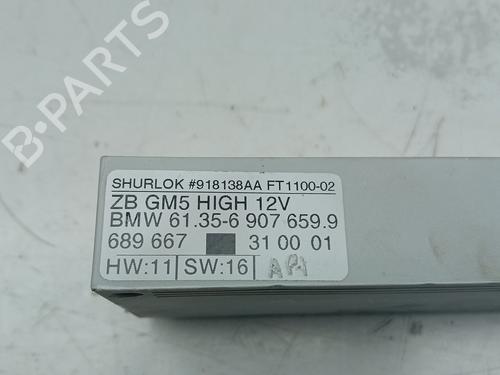 B-PARTS
SHURLOK #918138AA FT1100-02
ZB GM5 HIGH 12V
BMW 61.35-6 907 659.9
689 667 31 00 01
HW:11 SW:16